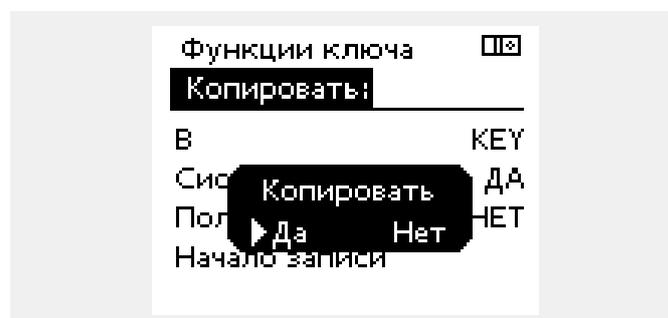 Функции ключа
Копировать:
В KEY
Сис ДА
Копировать
Пол НЕТ
Да Нет
Начало записи